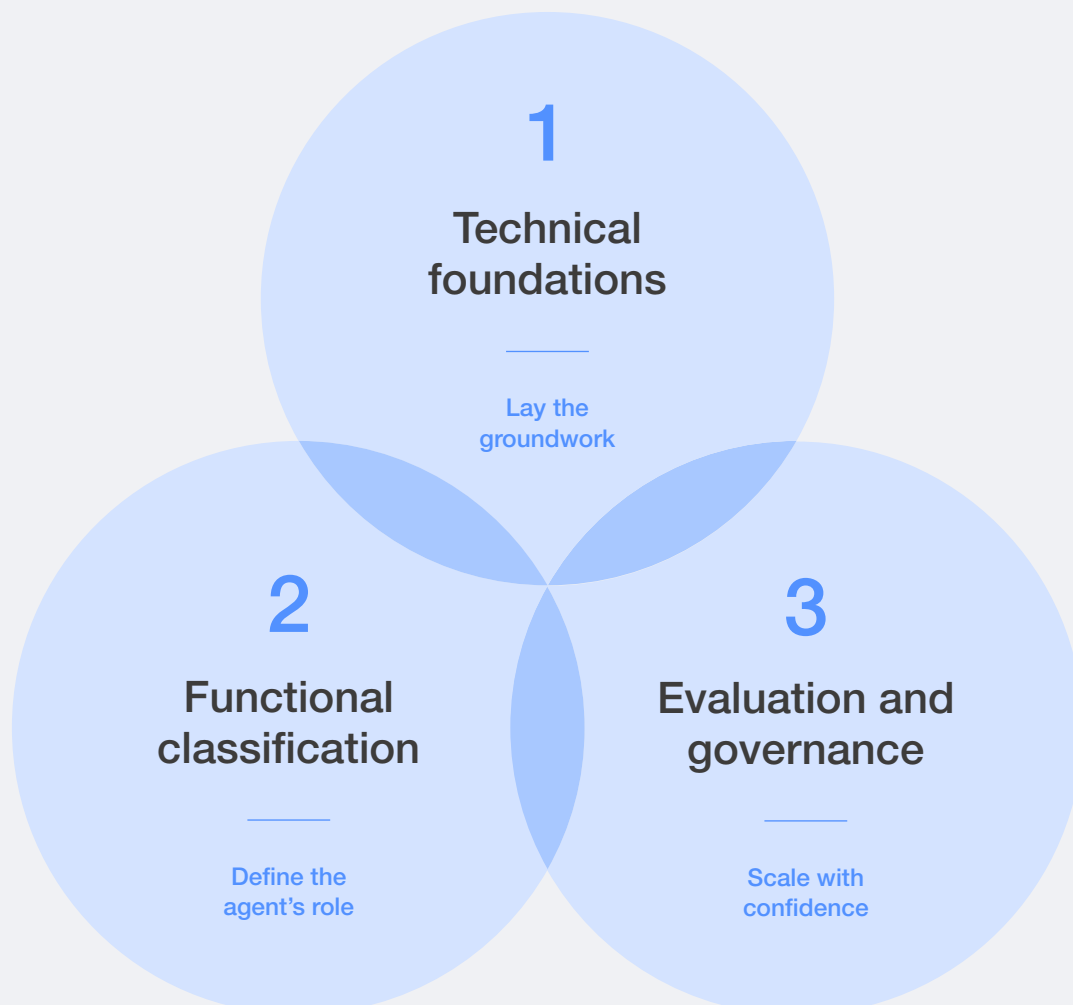 1
Technical
foundations
Lay the
groundwork
2
Functional
classification
Define the
agent's role
3
Evaluation and
governance
Scale with
confidence